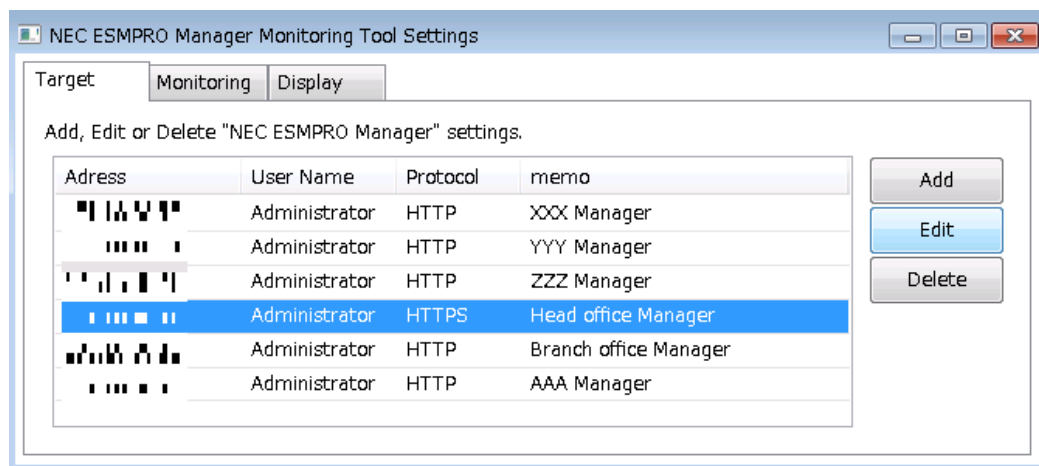 NEC ESMPRO Manager Monitoring Tool Settings
Target Monitoring Display
Add, Edit or Delete "NEC ESMPRO Manager" settings.
Adress User Name Protocol memo
Administrator HTTP XXX Manager
Administrator HTTP YYY Manager
Administrator HTTP ZZZ Manager
Administrator HTTPS Head office Manager
Administrator HTTP Branch office Manager
Administrator HTTP AAA Manager
Add
Edit
Delete